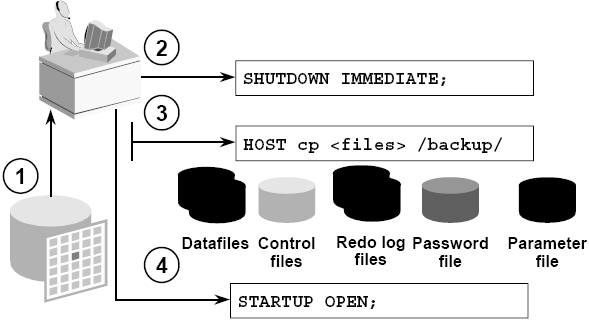 2
SHUTDOWN IMMEDIATE;
3
HOST cp <files> /backup/
1
Datafiles
Control files
Redo log files
Password file
Parameter file
4
STARTUP OPEN;